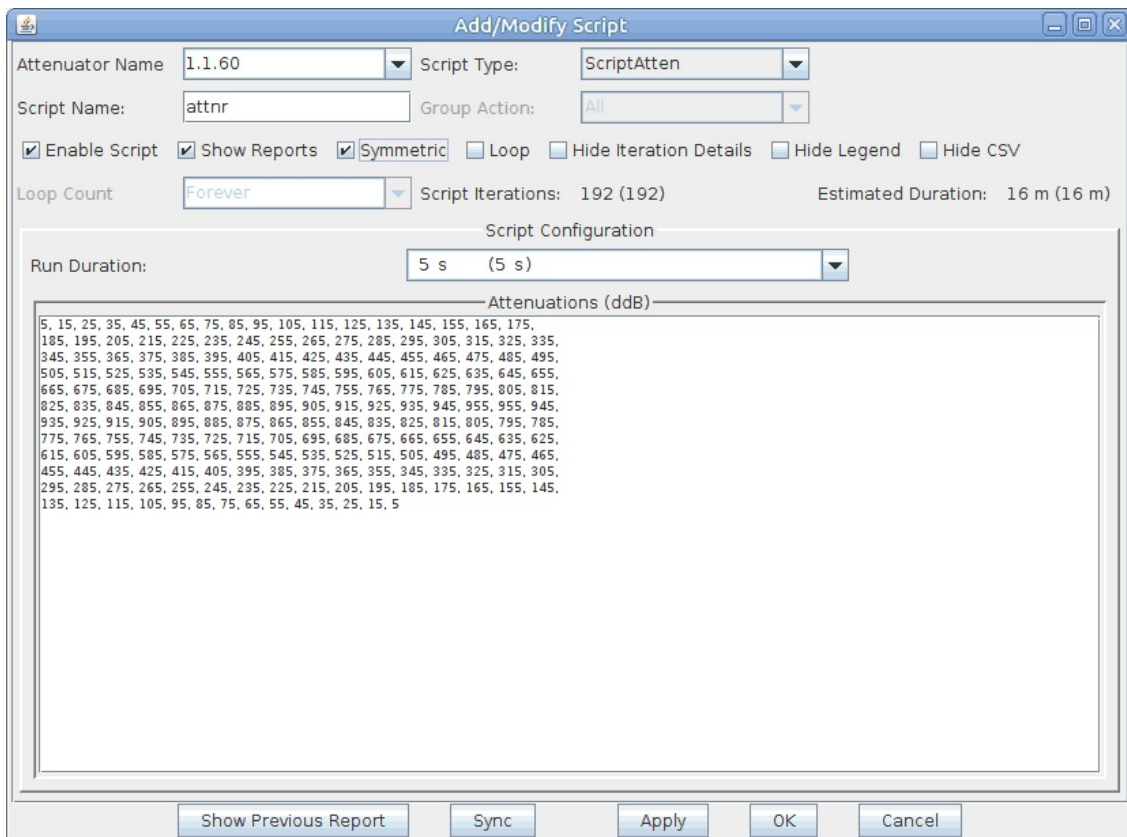 Add/Modify Script
Attenuator Name 1.1.60 Script Type: ScriptAtten
Script Name: attnr Group Action: All
Enable Script Show Reports Symmetric Loop Hide Iteration Details Hide Legend Hide CSV
Loop Count Forever Script Iterations: 192 (192) Estimated Duration: 16 m (16 m)
Script Configuration
Run Duration: 5 s (5 s)
Attenuations (ddB)
5, 15, 25, 35, 45, 55, 65, 75, 85, 95, 105, 115, 125, 135, 145, 155, 165, 175,
185, 195, 205, 215, 225, 235, 245, 255, 265, 275, 285, 295, 305, 315, 325, 335,
345, 355, 365, 375, 385, 395, 405, 415, 425, 435, 445, 455, 465, 475, 485, 495,
505, 515, 525, 535, 545, 555, 565, 575, 585, 595, 605, 615, 625, 635, 645, 655,
665, 675, 685, 695, 705, 715, 725, 735, 745, 755, 765, 775, 785, 795, 805, 815,
825, 835, 845, 855, 865, 875, 885, 895, 905, 915, 925, 935, 945, 955, 955, 945,
935, 925, 915, 905, 895, 885, 875, 865, 855, 845, 835, 825, 815, 805, 795, 785,
775, 765, 755, 745, 735, 725, 715, 705, 695, 685, 675, 665, 655, 645, 635, 625,
615, 605, 595, 585, 575, 565, 555, 545, 535, 525, 515, 505, 495, 485, 475, 465,
455, 445, 435, 425, 415, 405, 395, 385, 375, 365, 355, 345, 335, 325, 315, 305,
295, 285, 275, 265, 255, 245, 235, 225, 215, 205, 195, 185, 175, 165, 155, 145,
135, 125, 115, 105, 95, 85, 75, 65, 55, 45, 35, 25, 15, 5
Show Previous Report Sync Apply OK Cancel